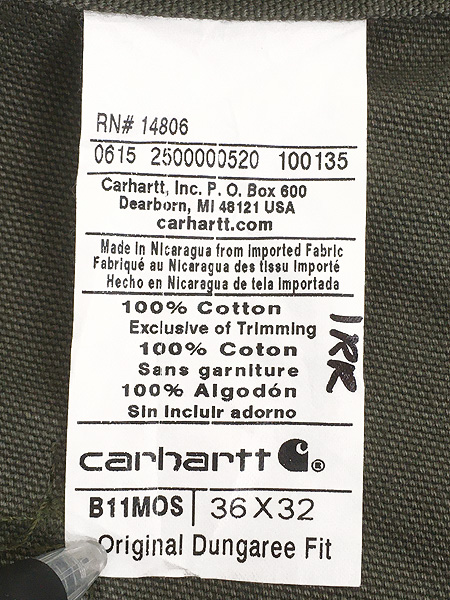 RN# 14806
0615 2500000520 100135
Carhartt, Inc. P. O. Box 600
Dearborn, MI 48121 USA
carhartt.com
Made in Nicaragua from Imported Fabric
Fabriqué au Nicaragua des tissu Importé
Hecho en Nicaragua de tela Importada
100% Cotton
Exclusive of Trimming
100% Coton
Sans garniture
100% Algodón
Sin incluir adorno
1RR
carhartt ®
B11MOS 36 X 32
Original Dungaree Fit